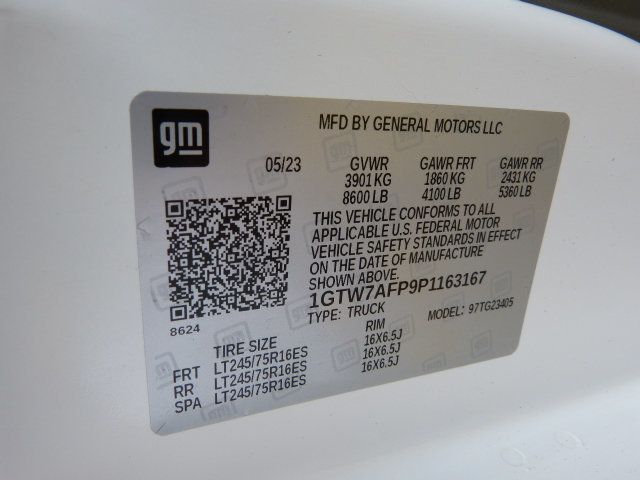 gm
MFD BY GENERAL MOTORS LLC
05/23 GVWR GAWR FRT GAWR RR
3901 KG 1860 KG 2431 KG
8600 LB 4100 LB 5360 LB
THIS VEHICLE CONFORMS TO ALL
APPLICABLE U.S. FEDERAL MOTOR
VEHICLE SAFETY STANDARDS IN EFFECT
ON THE DATE OF MANUFACTURE
SHOWN ABOVE.
1GTW7AFP9P1163167
TYPE: TRUCK MODEL: 97TG23405
8624
TIRE SIZE RIM
FRT LT245/75R16ES 16X6.5J
RR LT245/75R16ES 16X6.5J
SPA LT245/75R16ES 16X6.5J